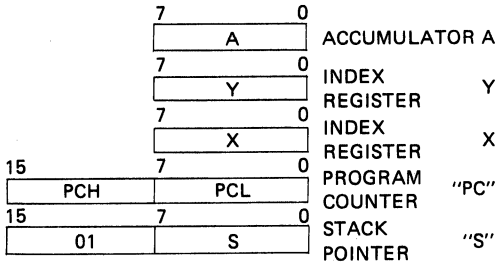 7 0
A ACCUMULATOR A
7 0
Y INDEX REGISTER Y
7 0
X INDEX REGISTER X
15 7 0
PCH PCL PROGRAM COUNTER "PC"
15 7 0
01 S STACK POINTER "S"